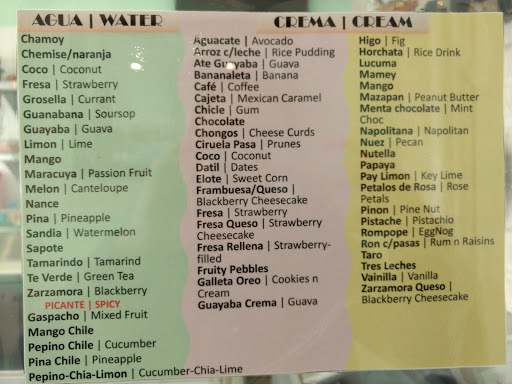 AGUA | WATER
Chamoy
Chemise/naranja
Coco | Coconut
Fresa | Strawberry
Grosella | Currant
Guanabana | Soursop
Guayaba | Guava
Limon | Lime
Mango
Maracuya | Passion Fruit
Melon | Canteloupe
Nance
Pina | Pineapple
Sandia | Watermelon
Sapote
Tamarindo | Tamarind
Te Verde | Green Tea
Zarzamora | Blackberry
PICANTE | SPICY
Gaspacho | Mixed Fruit
Mango Chile
Pepino Chile | Cucumber
Pina Chile | Pineapple
Pepino-Chia-Limon | Cucumber-Chia-Lime
CREMA | CREAM
Aguacate | Avocado
Arroz c/leche | Rice Pudding
Ate Guayaba | Guava
Bananaleta | Banana
Café | Coffee
Cajeta | Mexican Caramel
Chicle | Gum
Chocolate
Chongos | Cheese Curds
Ciruela Pasa | Prunes
Coco | Coconut
Datil | Dates
Elote | Sweet Corn
Frambuesa/Queso |
Blackberry Cheesecake
Fresa | Strawberry
Fresa Queso | Strawberry
Cheesecake
Fresa Rellena | Strawberry-
filled
Fruity Pebbles
Galleta Oreo | Cookies n
Cream
Guayaba Crema | Guava
Higo | Fig
Horchata | Rice Drink
Lucuma
Mamey
Mango
Mazapan | Peanut Butter
Menta chocolate | Mint
Choc
Napolitana | Napolitan
Nuez | Pecan
Nutella
Papaya
Pay Limon | Key Lime
Petalos de Rosa | Rose
Petals
Pinon | Pine Nut
Pistache | Pistachio
Rompope | EggNog
Ron c/pasas | Rum n Raisins
Taro
Tres Leches
Vainilla | Vanilla
Zarzamora Queso |
Blackberry Cheesecake